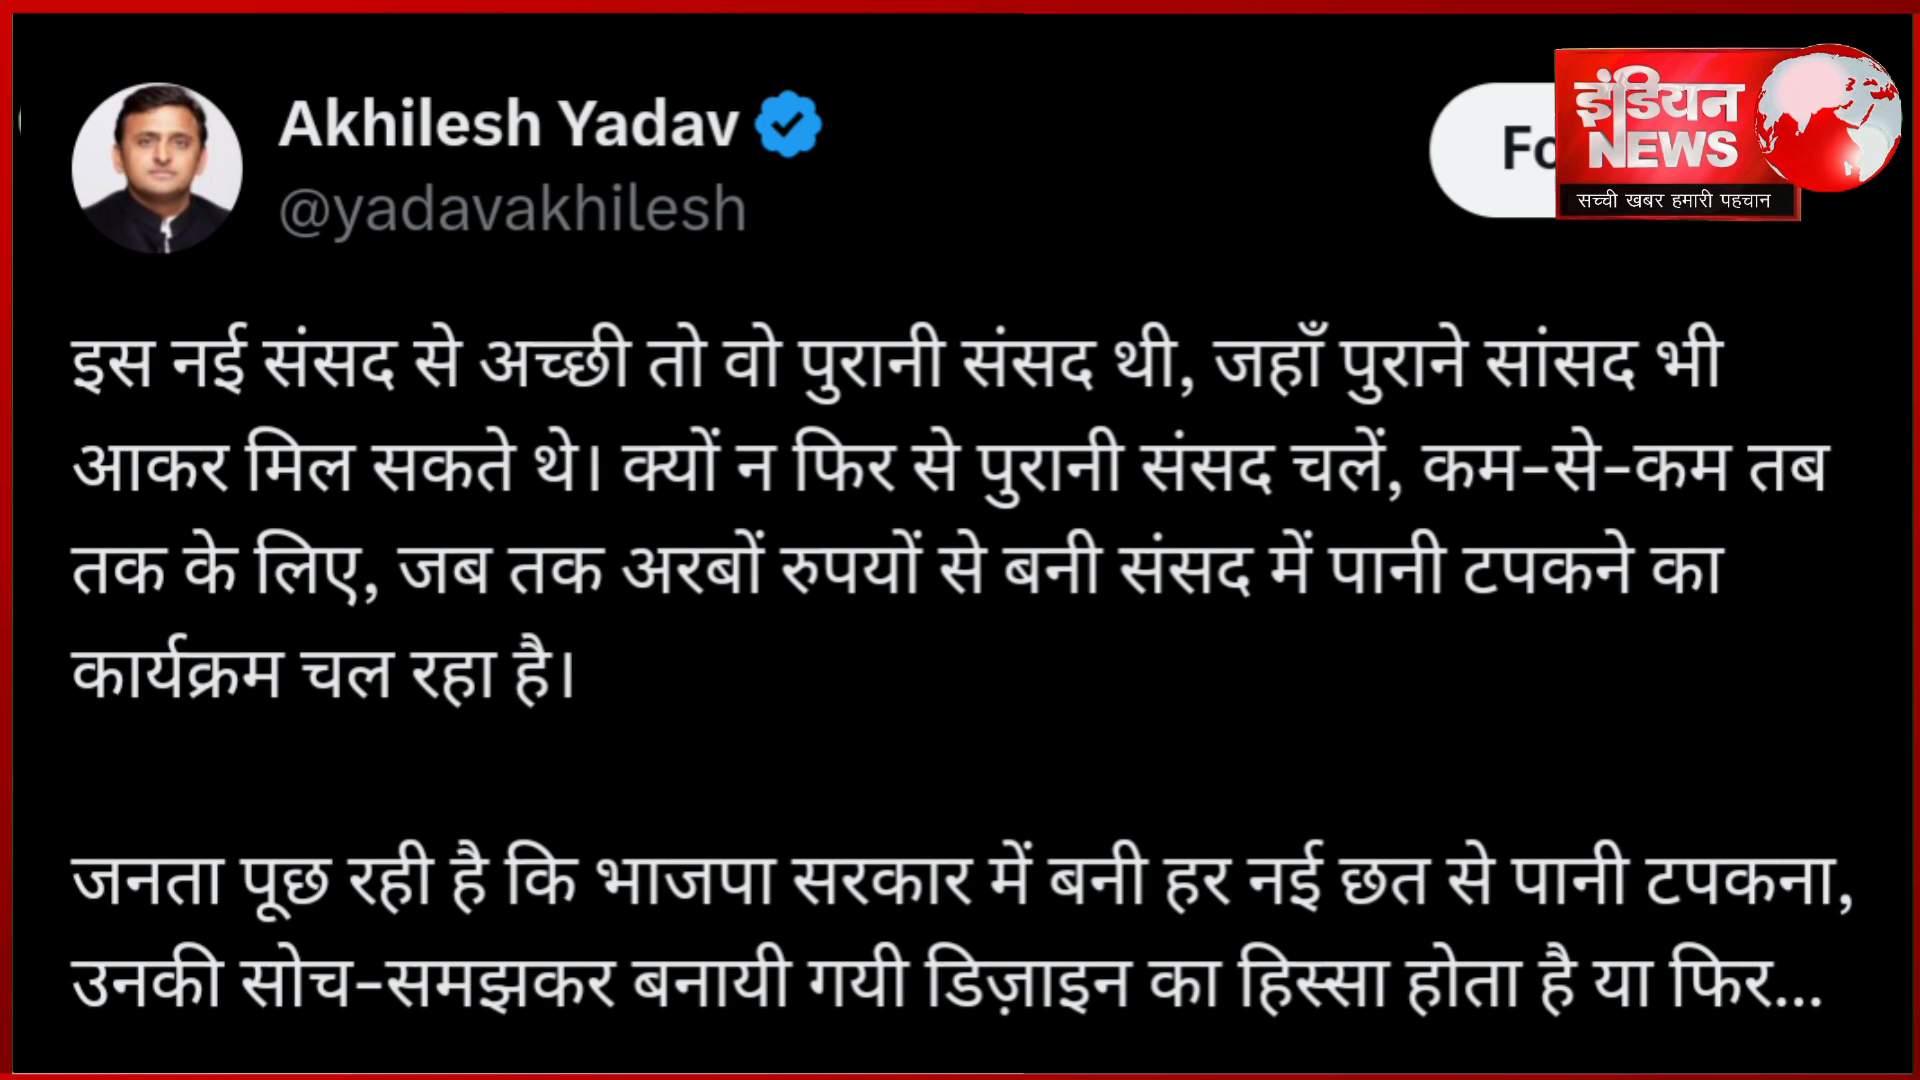 Akhilesh Yadav
@yadavakhilesh
Fo
इंडियन
NEWS
सच्ची खबर हमारी पहचान
इस नई संसद से अच्छी तो वो पुरानी संसद थी, जहाँ पुराने सांसद भी
आकर मिल सकते थे। क्यों न फिर से पुरानी संसद चलें, कम-से-कम तब
तक के लिए, जब तक अरबों रुपयों से बनी संसद में पानी टपकने का
कार्यक्रम चल रहा है।
जनता पूछ रही है कि भाजपा सरकार में बनी हर नई छत से पानी टपकना,
उनकी सोच-समझकर बनायी गयी डिज़ाइन का हिस्सा होता है या फिर...